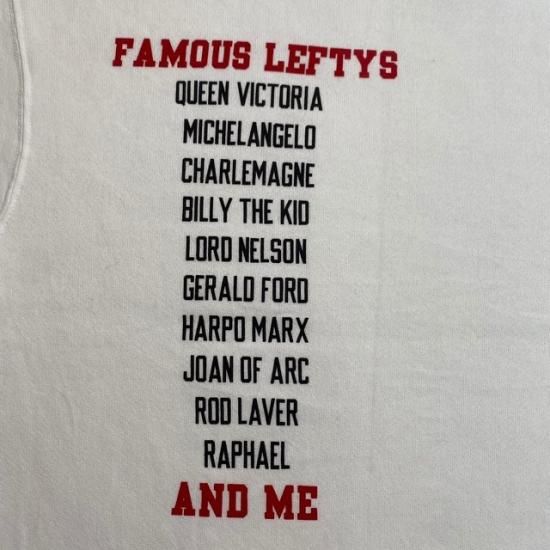 FAMOUS LEFTYS
QUEEN VICTORIA
MICHELANGELO
CHARLEMAGNE
BILLY THE KID
LORD NELSON
GERALD FORD
HARPO MARX
JOAN OF ARC
ROD LAVER
RAPHAEL
AND ME